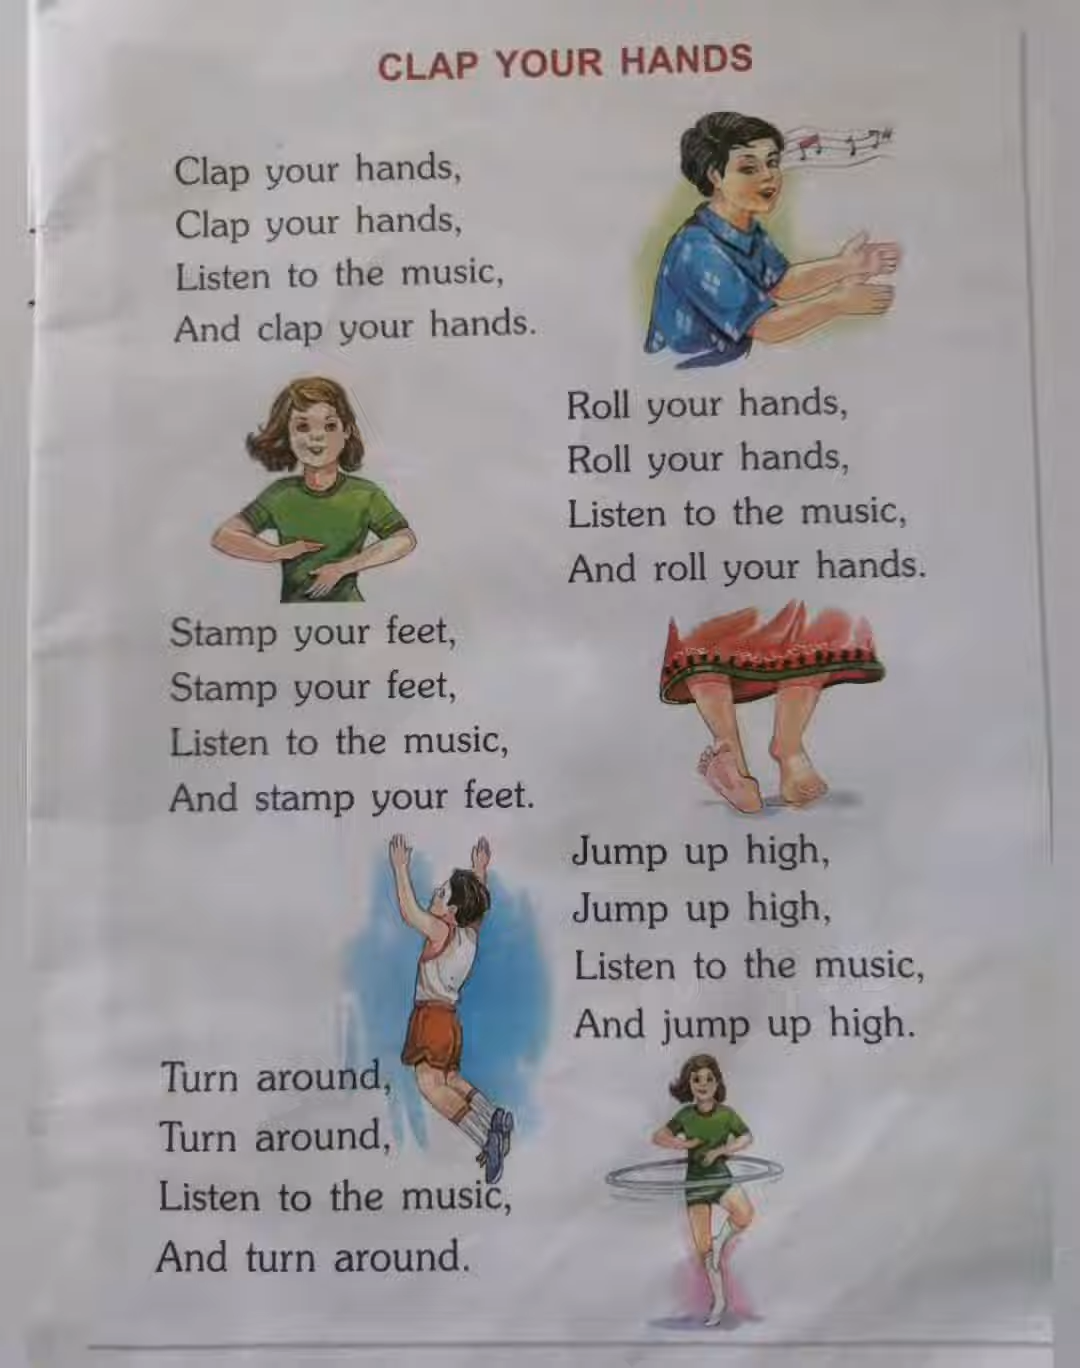 CLAP YOUR HANDS
Clap your hands,
Clap your hands,
Listen to the music,
And clap your hands.
Roll your hands,
Roll your hands,
Listen to the music,
And roll your hands.
Stamp your feet,
Stamp your feet,
Listen to the music,
And stamp your feet.
Jump up high,
Jump up high,
Listen to the music,
And jump up high.
Turn around,
Turn around,
Listen to the music,
And turn around.